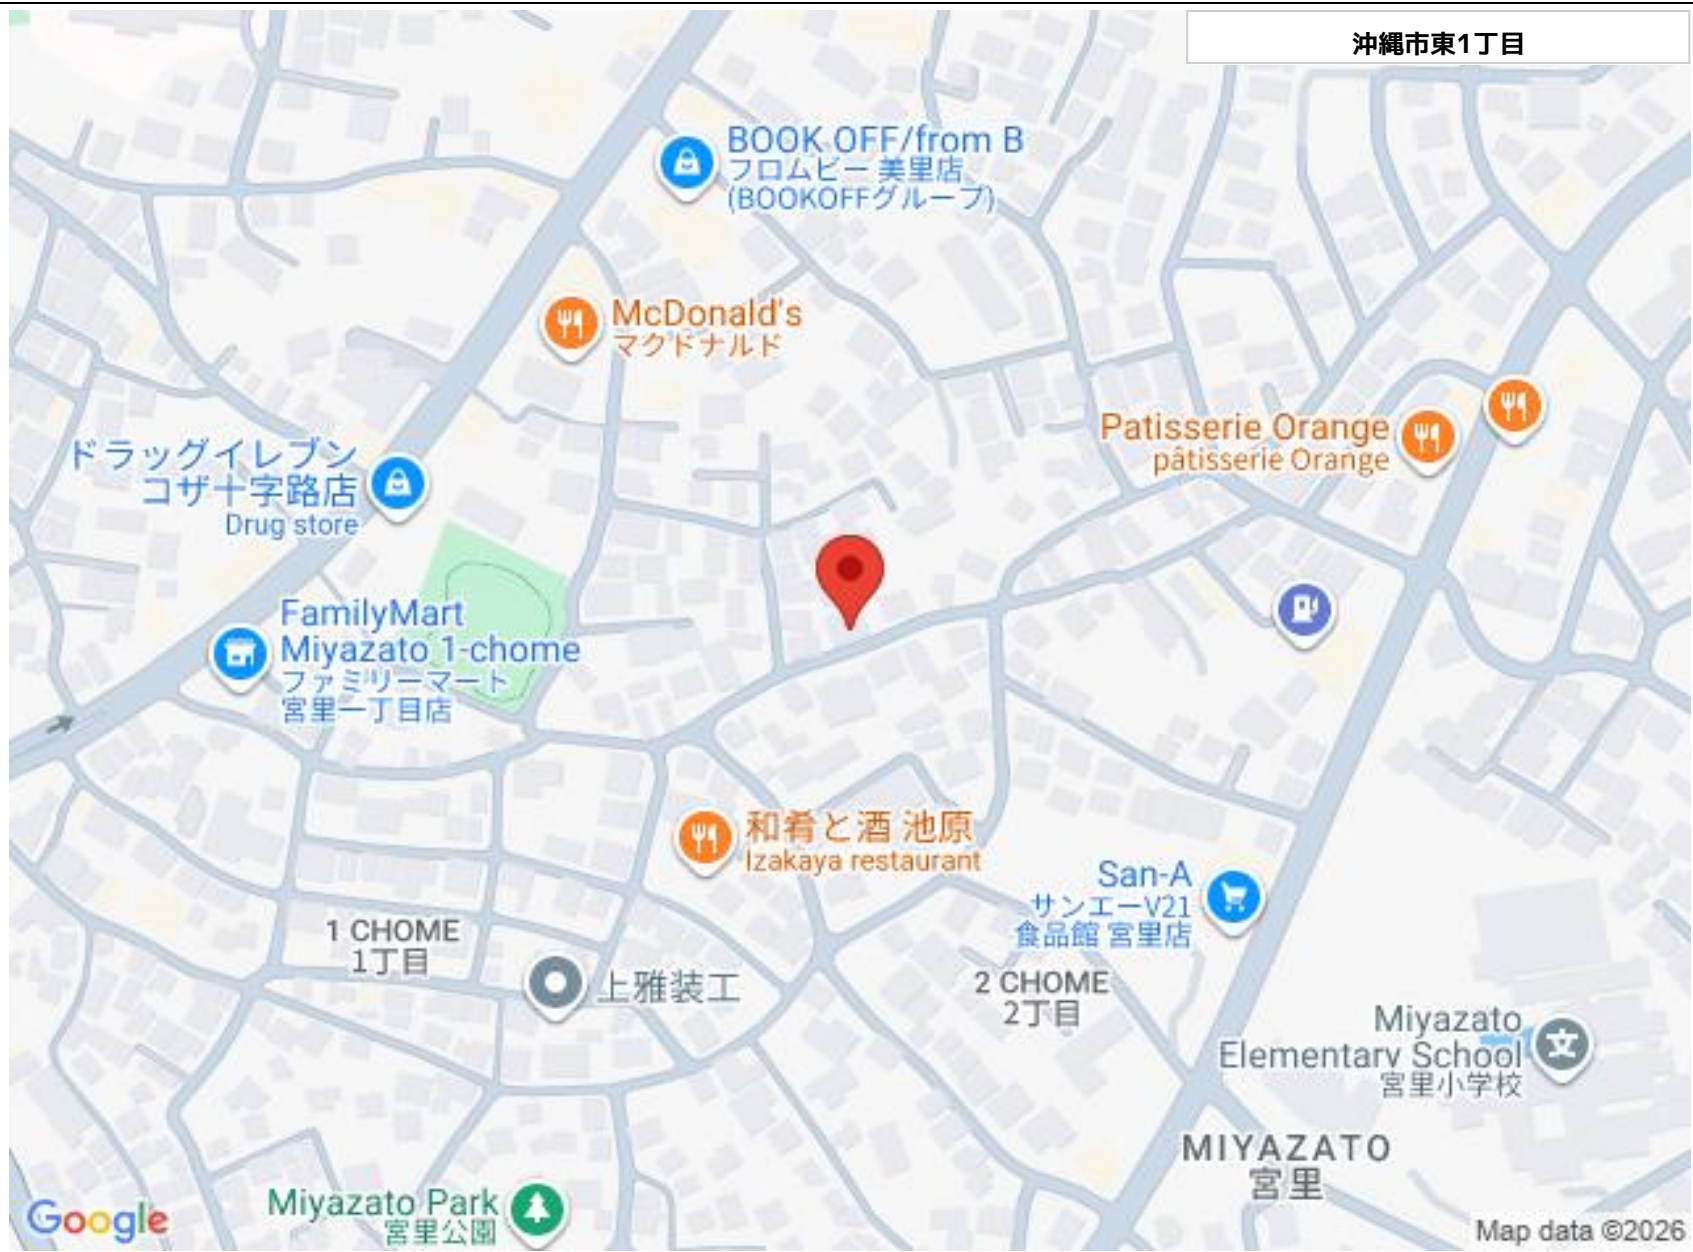 沖縄市東1丁目
BOOK OFF/from B
フロムビー 美里店
(BOOKOFFグループ)
McDonald's
マクドナルド
Patisserie Orange
pâtisserie Orange
ドラッグイレブン
コザ十字路店
Drug store
FamilyMart
Miyazato 1-chome
ファミリーマート
宮里一丁目店
和肴と酒 池原
Izakaya restaurant
San-A
サンエーV21
食品館 宮里店
1 CHOME
1丁目
上雅装工
2 CHOME
2丁目
Miyazato
Elementary School
宮里小学校
文
MIYAZATO
宮里
Miyazato Park
宮里公園
Google
Map data ©2026